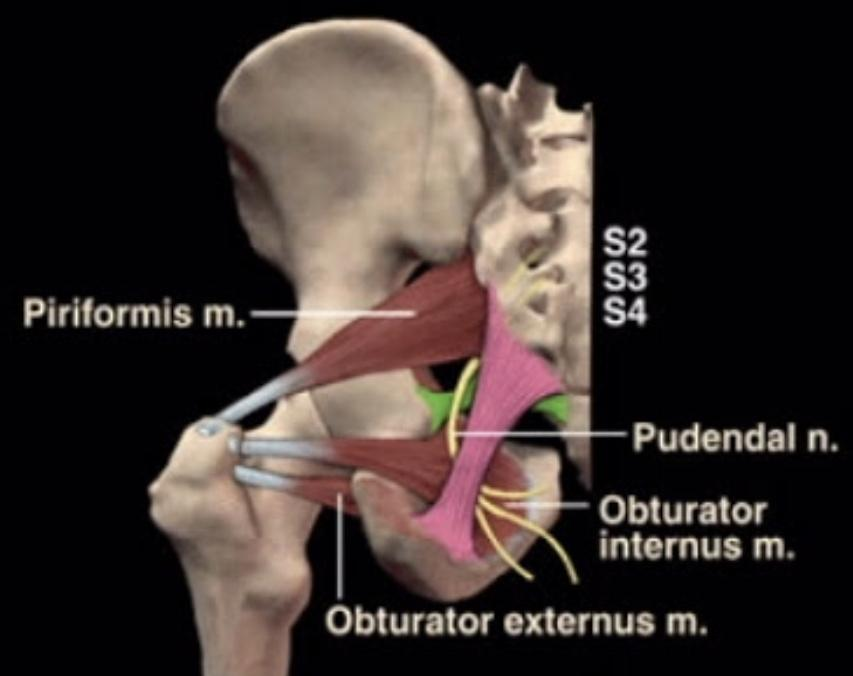 S2
S3
S4
Piriformis m.
Pudendal n.
Obturator
internus m.
Obturator externus m.